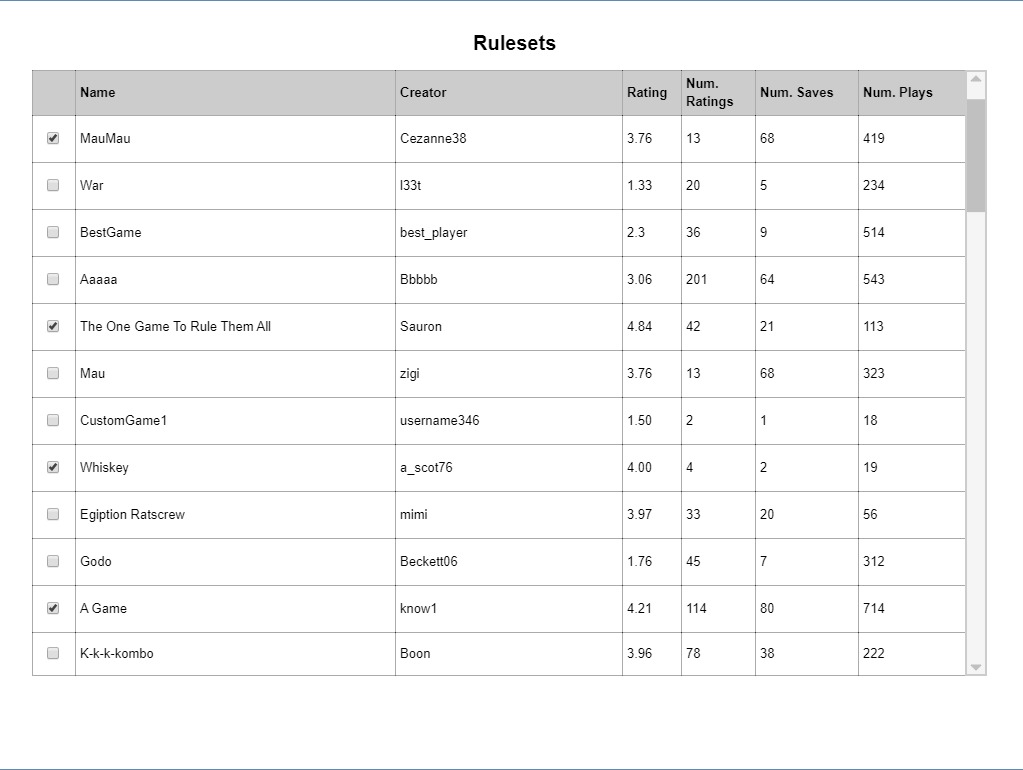 Rulesets
Name Creator Rating Num. Ratings Num. Saves Num. Plays
MauMau Cezanne38 3.76 13 68 419
War l33t 1.33 20 5 234
BestGame best_player 2.3 36 9 514
Aaaaa Bbbbb 3.06 201 64 543
The One Game To Rule Them All Sauron 4.84 42 21 113
Mau zigi 3.76 13 68 323
CustomGame1 username346 1.50 2 1 18
Whiskey a_scot76 4.00 4 2 19
Egiption Ratscrew mimi 3.97 33 20 56
Godo Beckett06 1.76 45 7 312
A Game know1 4.21 114 80 714
K-k-k-kombo Boon 3.96 78 38 222